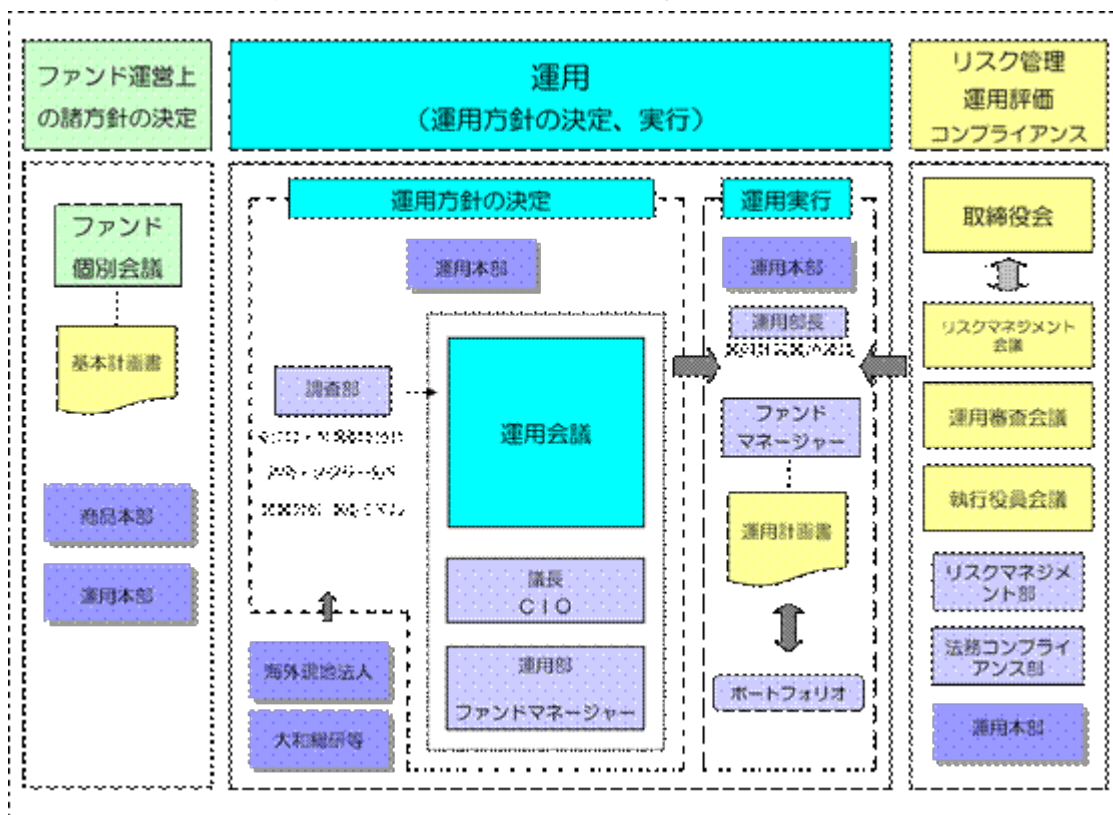 ファンド運営上
の諸方針の決定
運用
(運用方針の決定、実行)
リスク管理
運用評価
コンプライアンス
ファンド
個別会議
基本計画書
商品本部
運用本部
運用方針の決定
運用本部
調査部
運用会議
議長
CIO
運用部
ファンドマネージャー
海外現地法人
大和総研等
運用実行
運用本部
運用部長
ファンド
マネージャー
運用計画書
ポートフォリオ
取締役会
リスクマネジメント
会議
運用審査会議
執行役員会議
リスクマネジメ
ント部
法務コンプライ
アンス部
運用本部